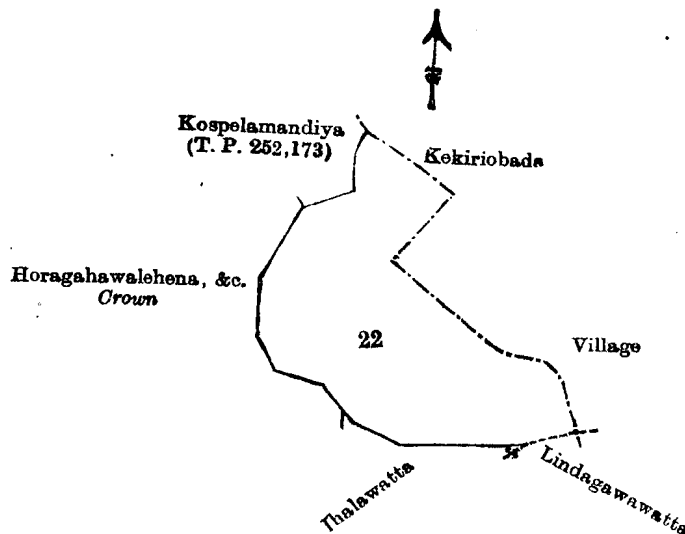 Kospelamandiya
(T. P. 252,173)
Kekiriobada
Horagahawalehena, &c.
Crown
22
Village
Thalawatta
Lindagawawatta